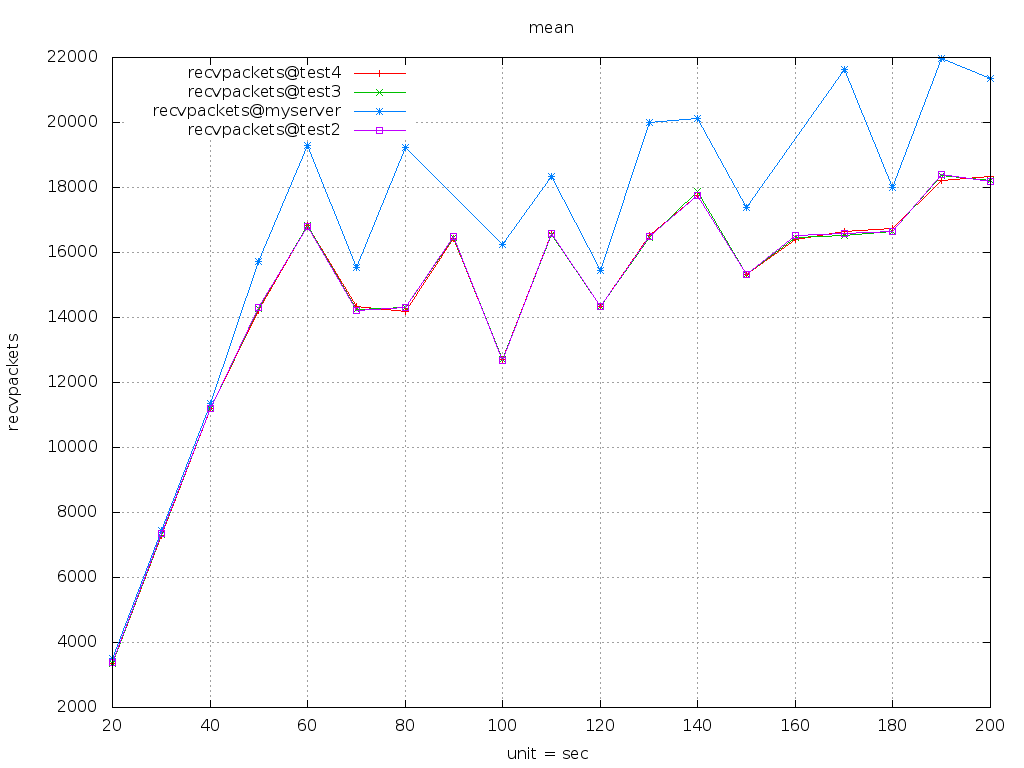 mean
22000
20000
18000
16000
14000
12000
10000
8000
6000
4000
2000
recvpackets@test4
recvpackets@test3
recvpackets@myserver
recvpackets@test2
recvpackets
20 40 60 80 100 120 140 160 180 200
unit = sec